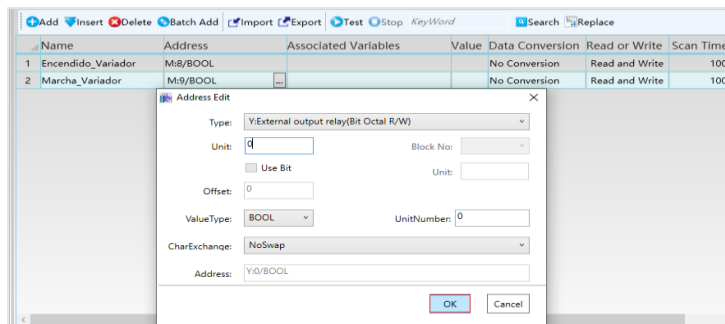 Add Insert Delete Batch Add Import Export Test Stop KeyWord Search Replace
Name Address Associated Variables Value Data Conversion Read or Write Scan Time
1 Encendido_Variador M:8/BOOL No Conversion Read and Write 100
2 Marcha_Variador M:9/BOOL ... No Conversion Read and Write 100
Address Edit
Type: Y:External output relay(Bit Octal R/W)
Unit: 0 Block No:
Use Bit Unit:
Offset: 0
ValueType: BOOL UnitNumber: 0
CharExchange: NoSwap
Address: Y:0/BOOL
OK Cancel